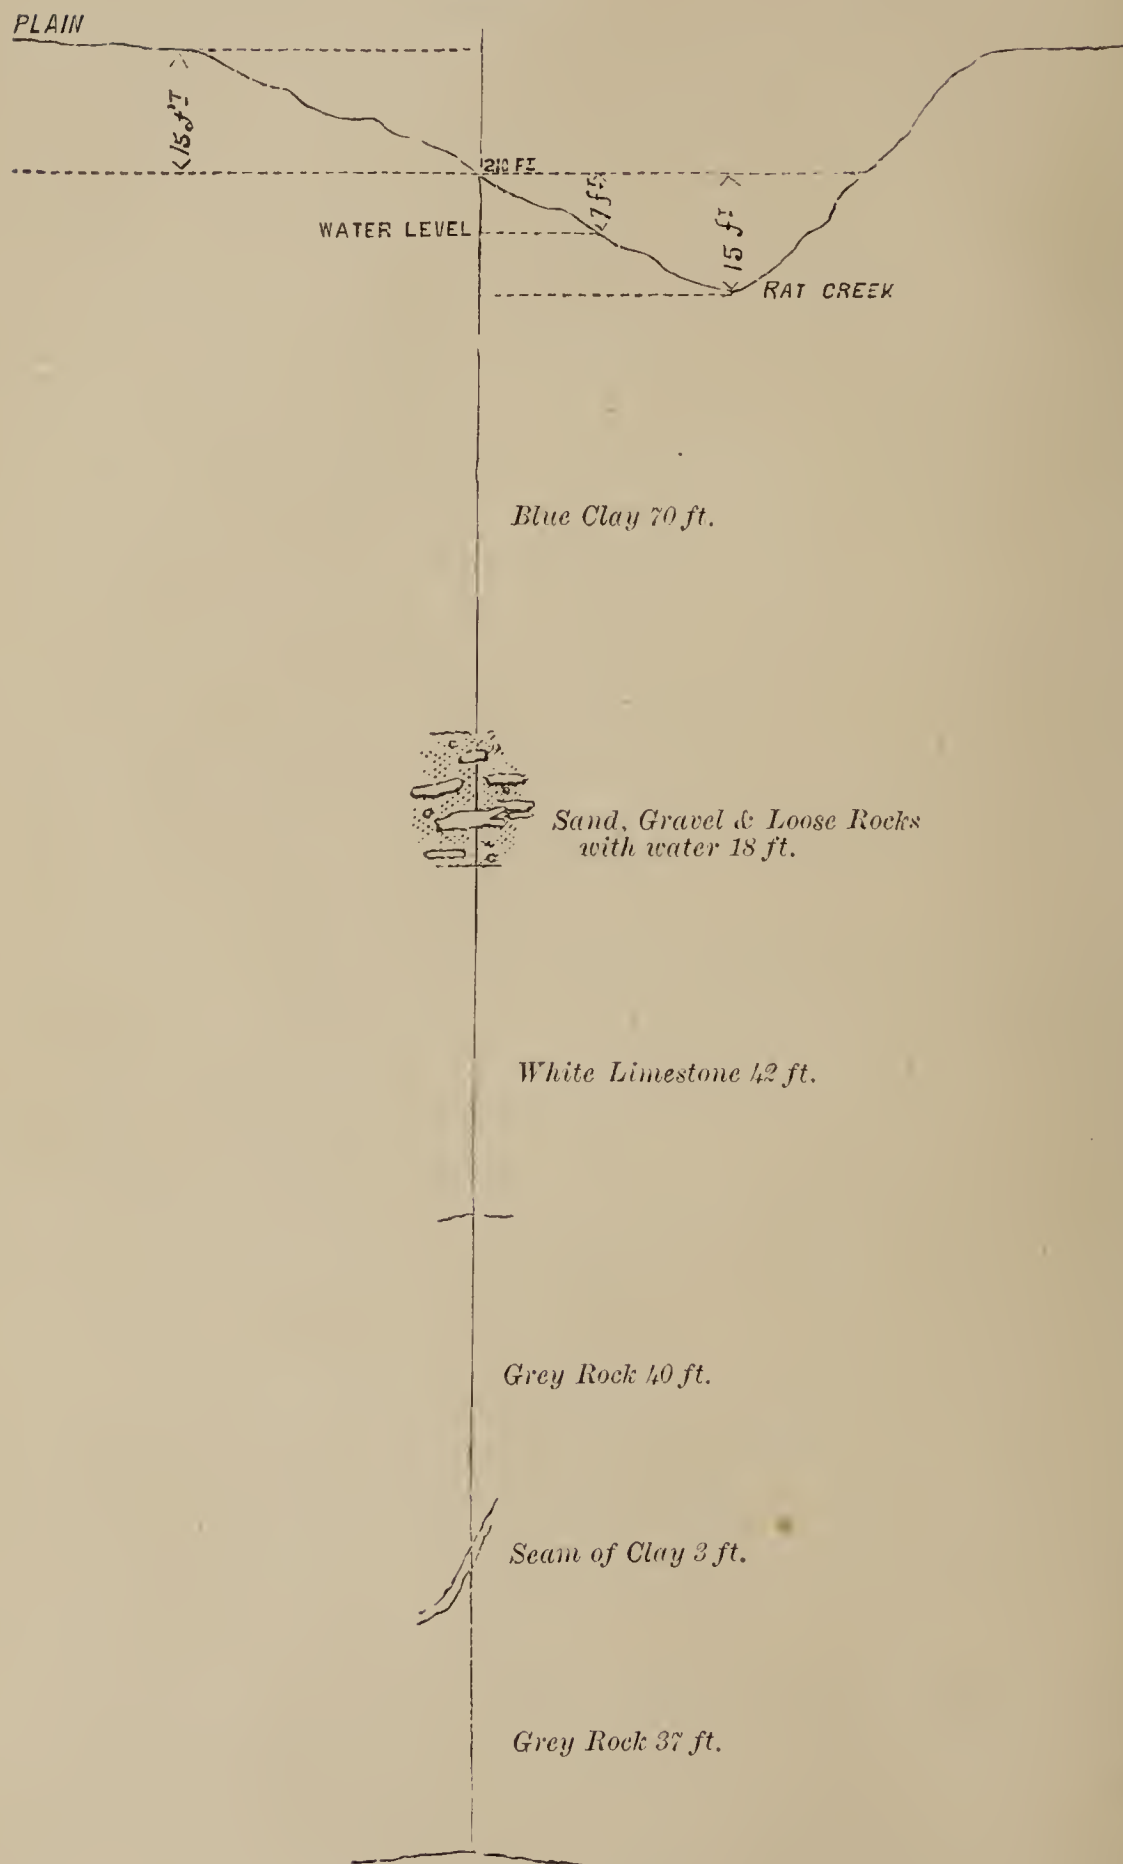 PLAIN
15 fT
210 FT
7 fT
WATER LEVEL
15 fT
RAT CREEK
Blue Clay 70 ft.
Sand, Gravel & Loose Rocks
with water 18 ft.
White Limestone 42 ft.
Grey Rock 40 ft.
Seam of Clay 3 ft.
Grey Rock 37 ft.